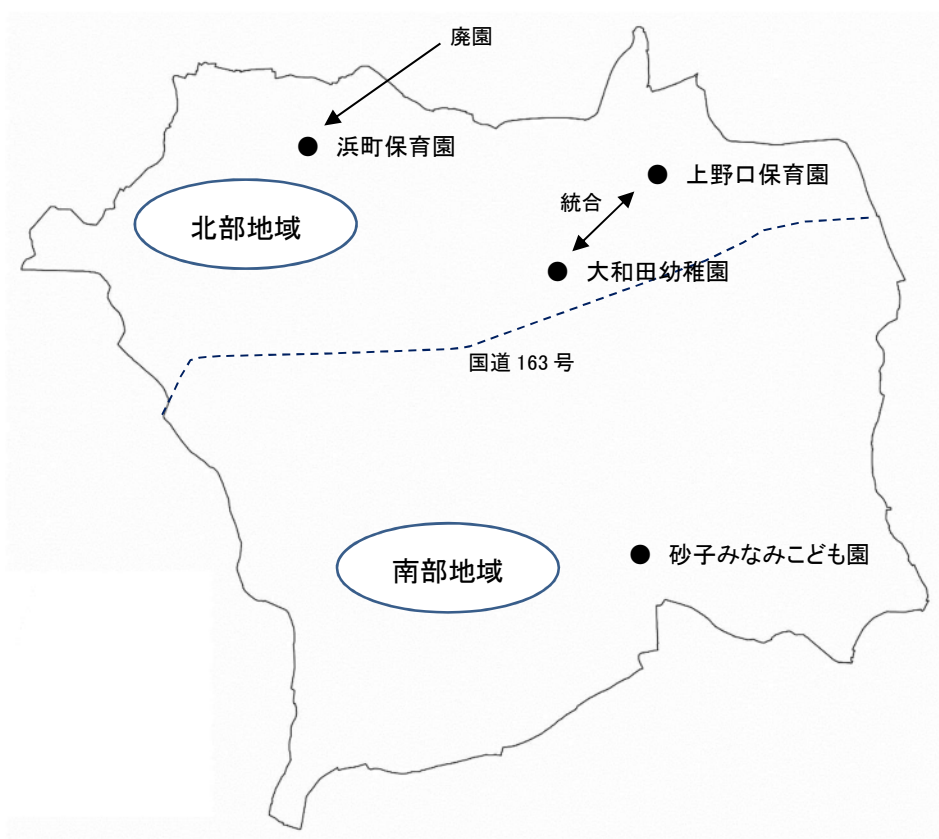 廃園
浜町保育園
上野口保育園
統合
北部地域
大和田幼稚園
国道 163 号
砂子みなみこども園
南部地域